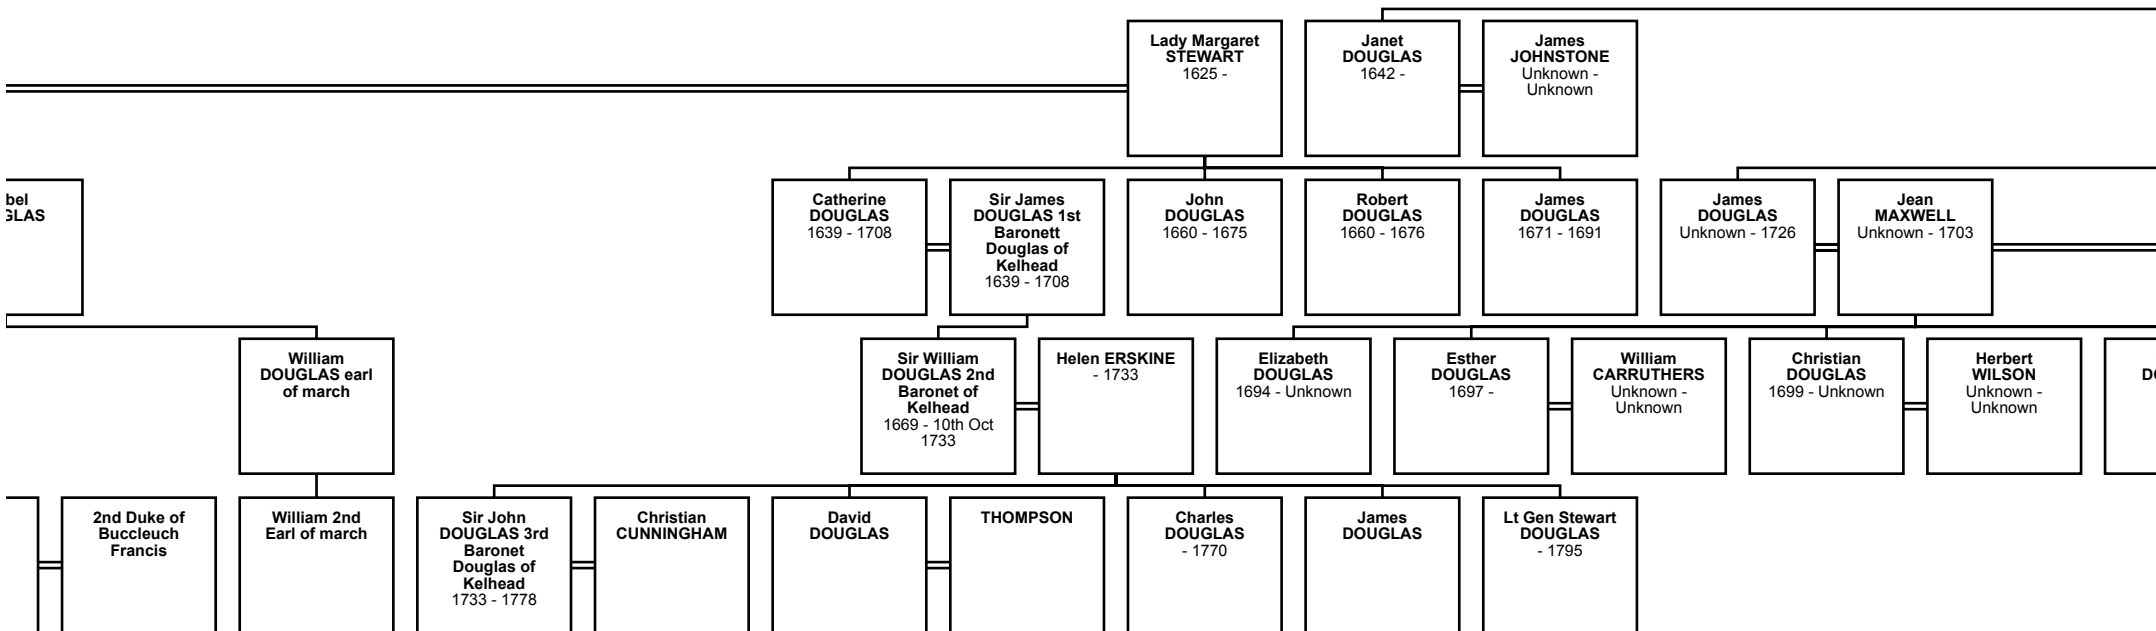 Lady Margaret
STEWART
1625 -
Janet
DOUGLAS
1642 -
James
JOHNSTONE
Unknown -
Unknown
bel
GLAS
Catherine
DOUGLAS
1639 - 1708
Sir James
DOUGLAS 1st
Baronett
Douglas of
Kelhead
1639 - 1708
John
DOUGLAS
1660 - 1675
Robert
DOUGLAS
1660 - 1676
James
DOUGLAS
1671 - 1691
James
DOUGLAS
Unknown - 1726
Jean
MAXWELL
Unknown - 1703
William
DOUGLAS earl
of march
Sir William
DOUGLAS 2nd
Baronet of
Kelhead
1669 - 10th Oct
1733
Helen ERSKINE
- 1733
Elizabeth
DOUGLAS
1694 - Unknown
Esther
DOUGLAS
1697 -
William
CARRUTHERS
Unknown -
Unknown
Christian
DOUGLAS
1699 - Unknown
Herbert
WILSON
Unknown -
Unknown
2nd Duke of
Buccleuch
Francis
William 2nd
Earl of march
Sir John
DOUGLAS 3rd
Baronet
Douglas of
Kelhead
1733 - 1778
Christian
CUNNINGHAM
David
DOUGLAS
THOMPSON
Charles
DOUGLAS
- 1770
James
DOUGLAS
Lt Gen Stewart
DOUGLAS
- 1795